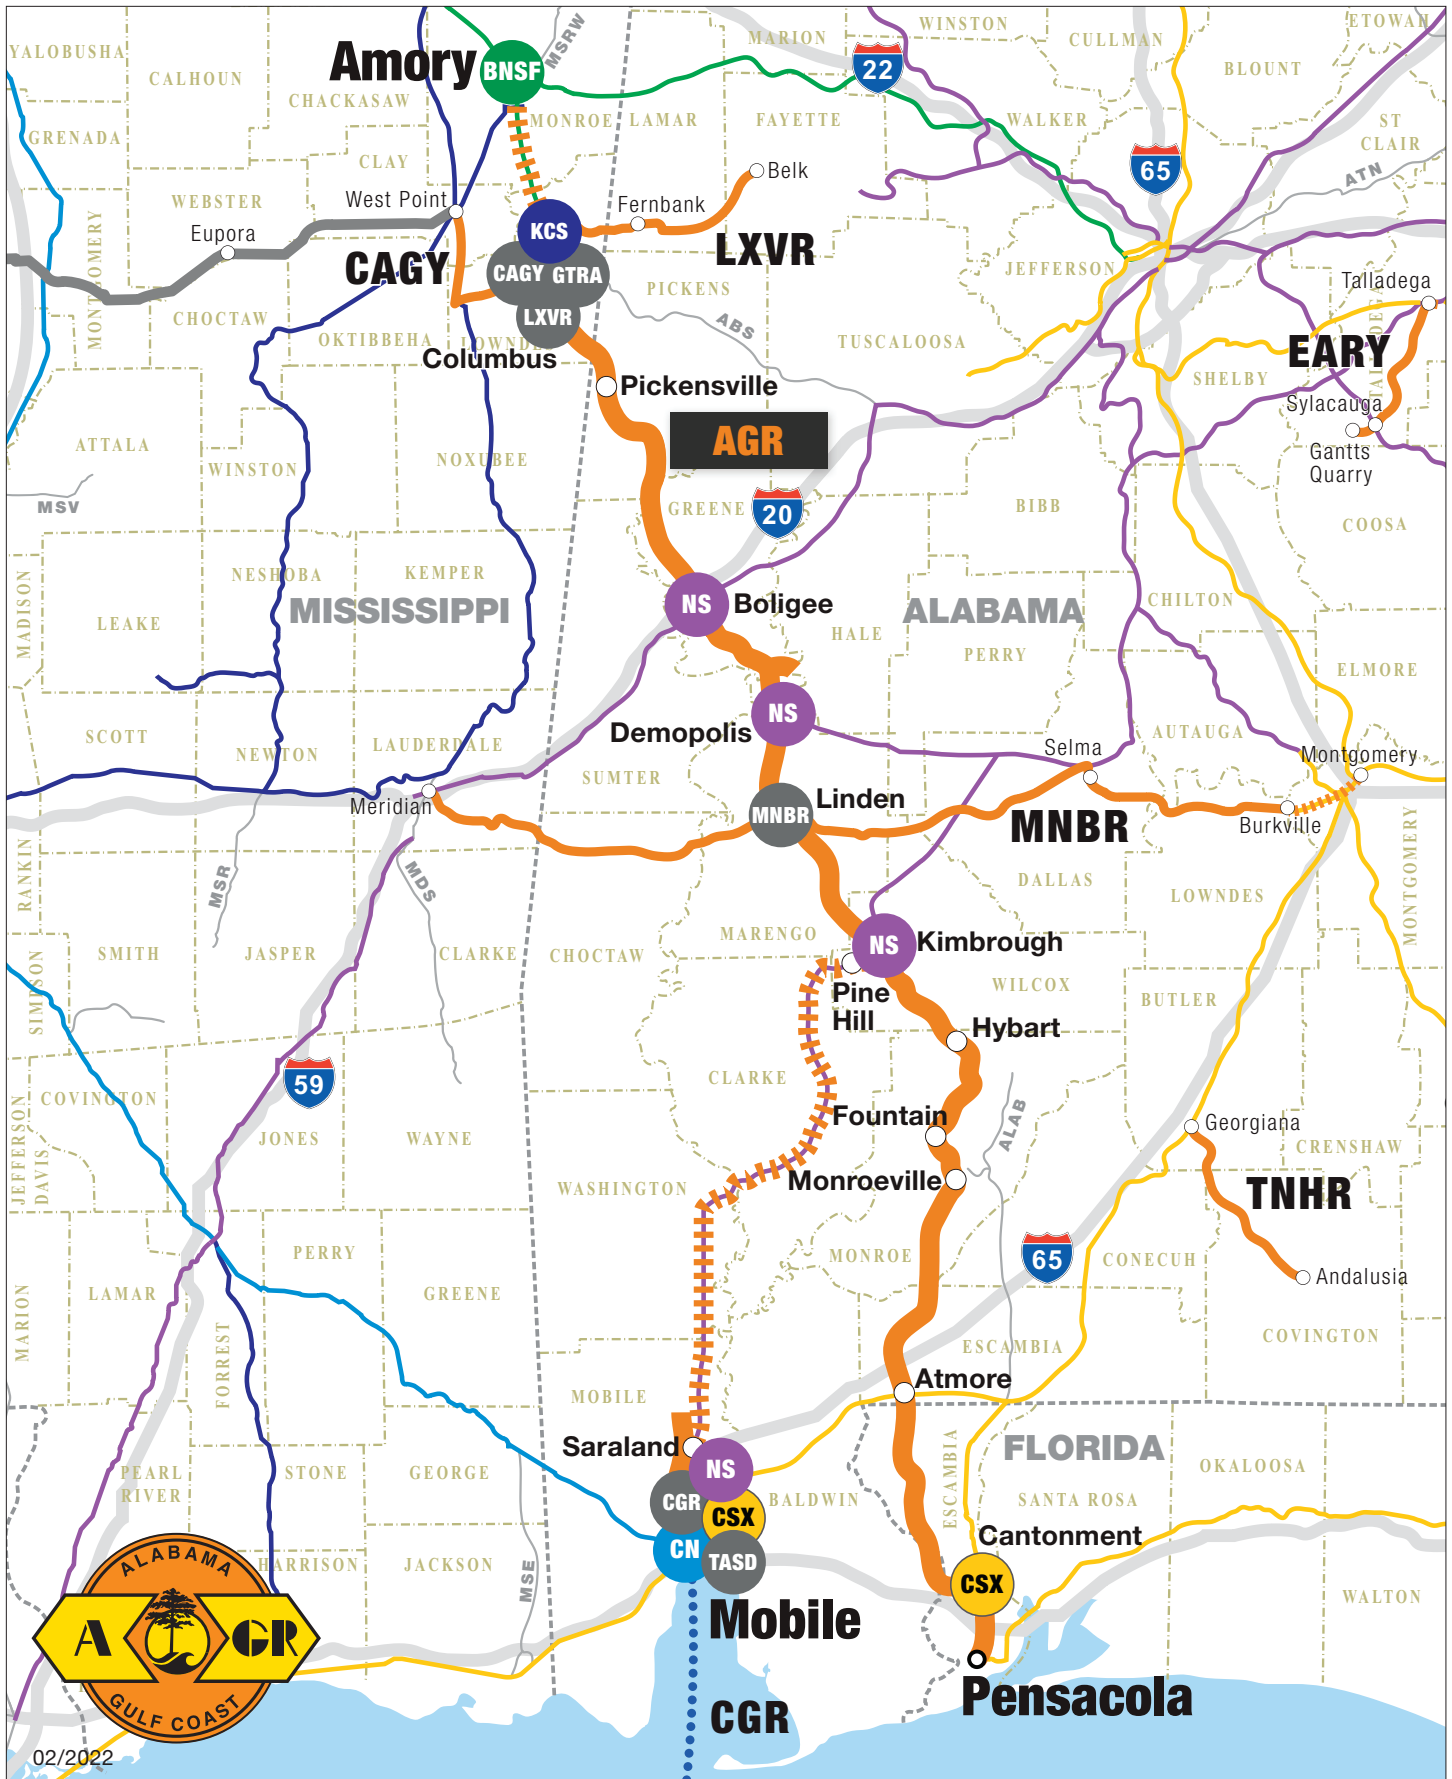 YALOBUSHA
CALHOUN
CHACKASAW
Amory
BNSF
MSRW
MARION
22
WINSTON
CULLMAN
ETOWAH
BLOUNT
GRENADA
CLAY
MONROE
LAMAR
FAYETTE
WALKER
65
ST
CLAIR
ATN
WEBSTER
West Point
Eupora
MONTGOMERY
KCS
Fernbank
Belk
LXVR
CAGY
CAGY GTRA
LXVR
JEFFERSON
Talladega
CHOCTAW
OKTIBBEHA
LOWNDES
Columbus
PICKENS
ABS
TUSCALOOSA
EARY
TALLADEGA
SHELBY
Pickensville
AGR
Sylacauga
Gantts
Quarry
ATTALA
WINSTON
NOXUBEE
MSV
GREENE
20
BIBB
COOSA
MADISON
NESHOBA
KEMPER
LEAKE
MISSISSIPPI
NS
Boligee
HALE
ALABAMA
PERRY
CHILTON
ELMORE
SCOTT
NEWTON
LAUDERDALE
NS
Demopolis
SUMTER
Selma
AUTAUGA
Montgomery
Meridian
MNBR
Linden
MNBR
Burkville
RANKIN
MSR
MDS
DALLAS
LOWNDES
MONTGOMERY
SMITH
JASPER
CLARKE
CHOCTAW
MARENGO
NS
Kimbrough
Pine
Hill
WILCOX
BUTLER
SIMPSON
Hybart
59
COVINGTON
CLARKE
JEFFERSON
DAVIS
JONES
WAYNE
Fountain
ALAB
Georgiana
CRENSHAW
WASHINGTON
Monroeville
TNHR
PERRY
MONROE
65
CONECUH
Andalusia
MARION
LAMAR
FORREST
GREENE
ESCAMBIA
COVINGTON
MOBILE
Atmore
Saraland
NS
CGR
CSX
CN
TASD
BALDWIN
ESCAMBIA
FLORIDA
OKALOOSA
SANTA ROSA
PEARL
RIVER
STONE
GEORGE
Cantonment
CSX
HARRISON
JACKSON
MSE
WALTON
Mobile
Pensacola
CGR
ALABAMA
A GR
GULF COAST
02/2022